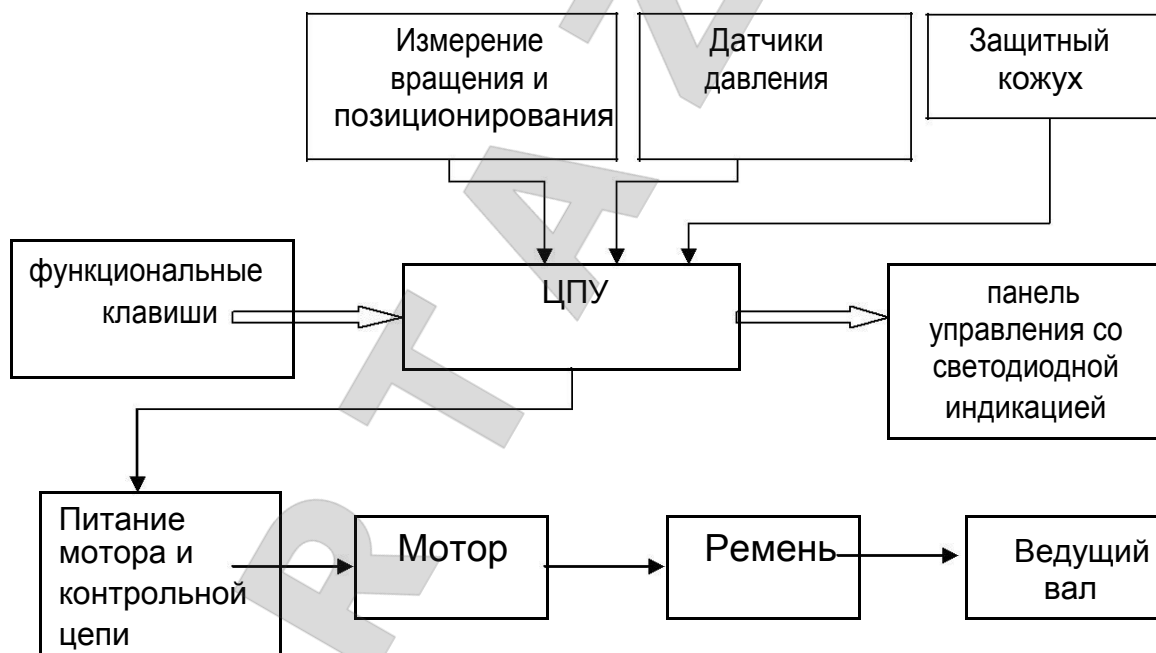 Измерение
вращения и
позиционирования
Датчики
давления
Защитный
кожух
функциональные
клавиши
ЦПУ
панель
управления со
светодиодной
индикацией
Питание
мотора и
контрольной
цепи
Мотор
Ремень
Ведущий
вал
R T A Z